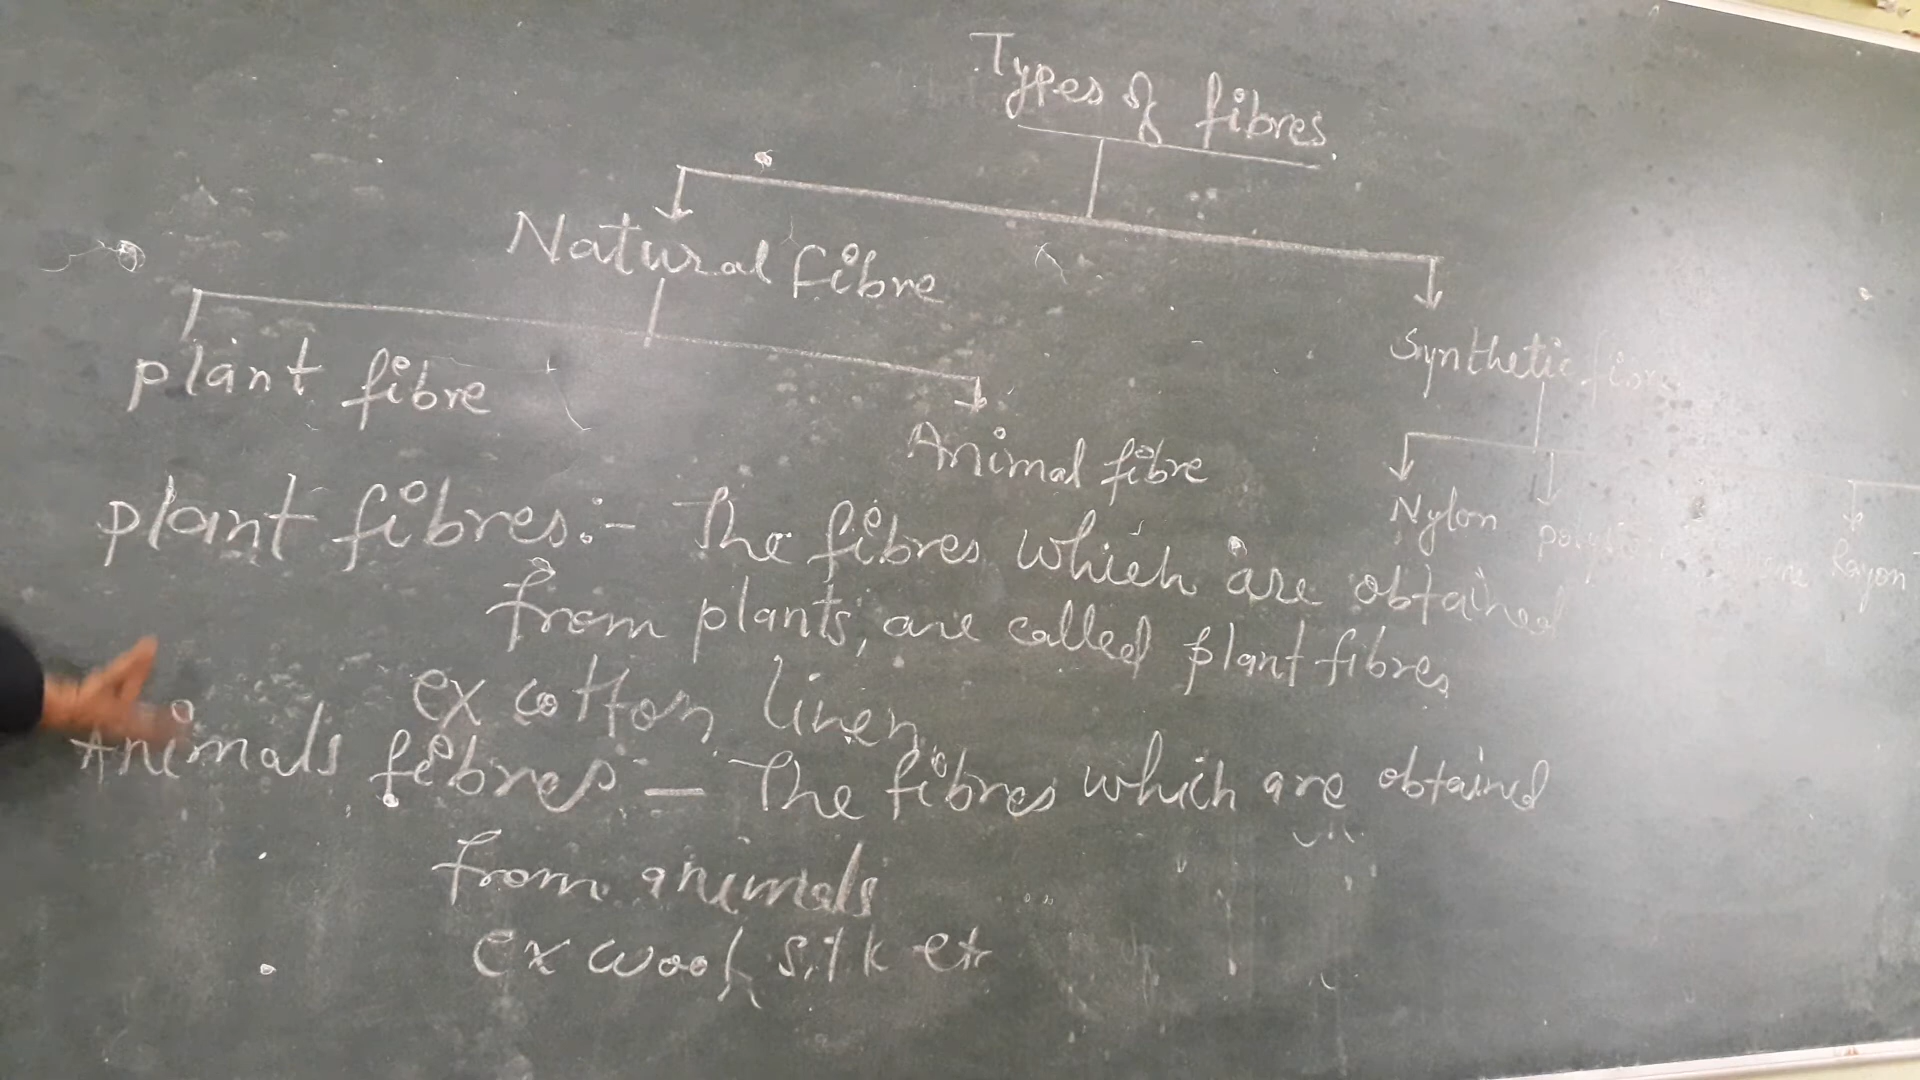 Types of fibres.
Natural fibre
Synthetic fibre
plant fibre
Animal fibre
Nylon
Rayon
plant fibres:- The fibres which are obtained
from plants, are called plant fibres,
ex cotton, linen,
Animals fibres:- The fibres which are obtained
from animals
ex wool, silk etc